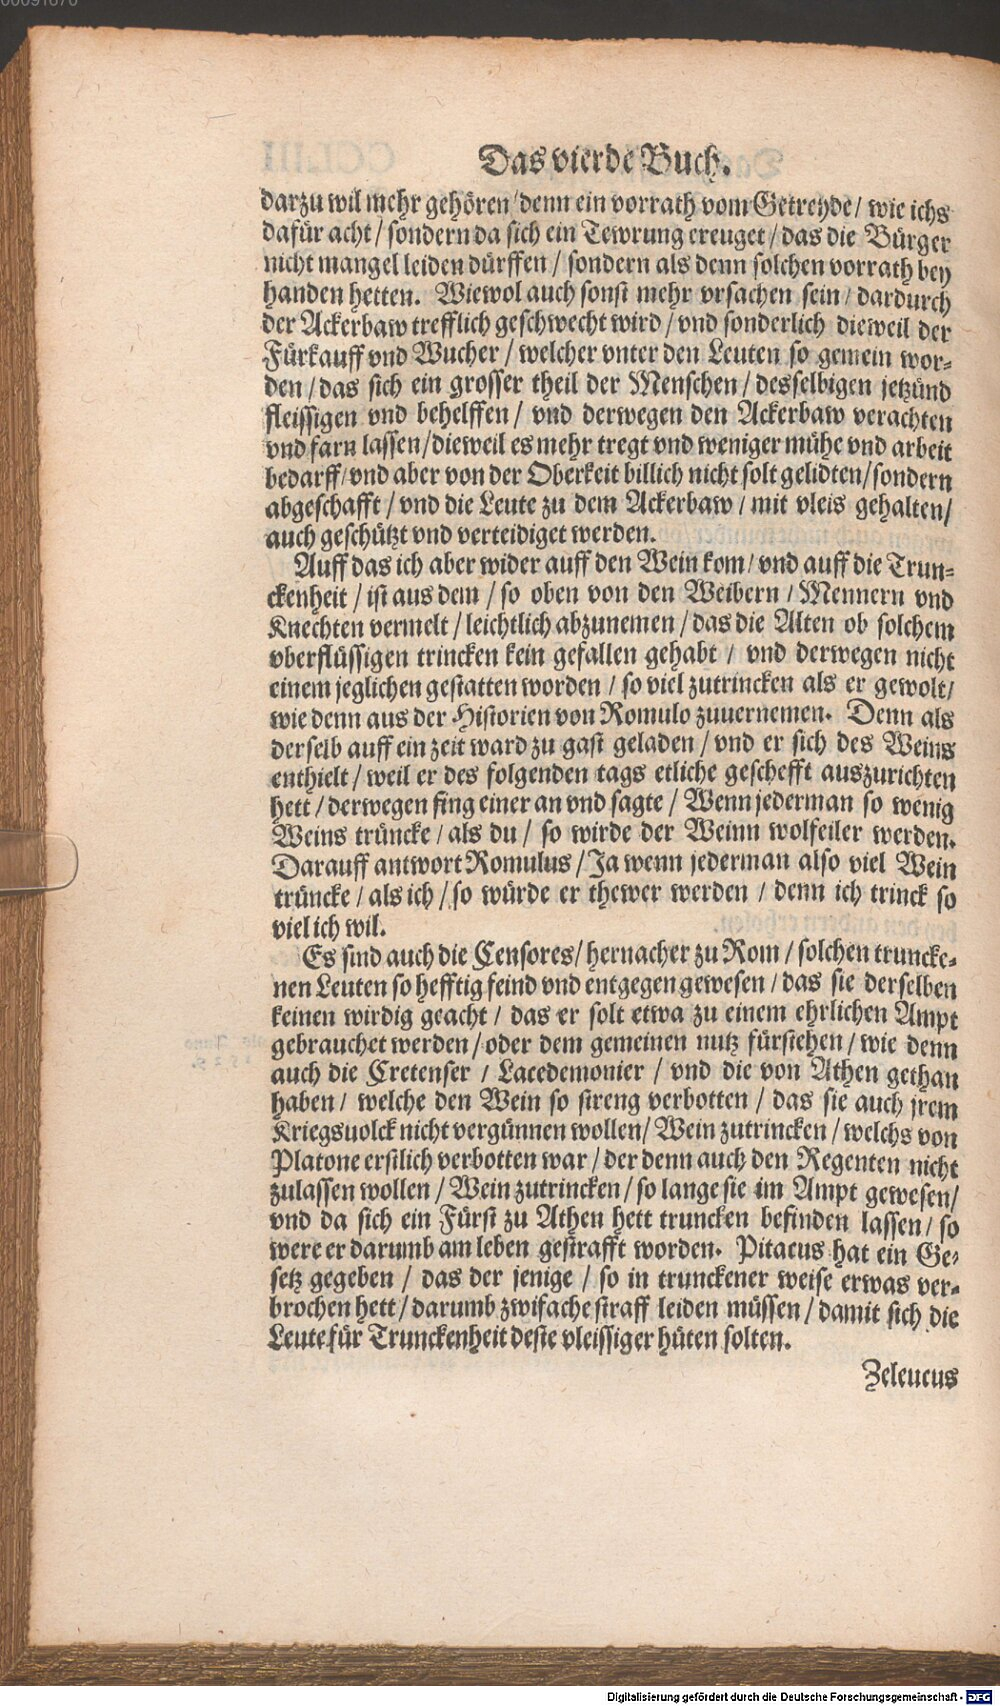 Das vierde Buch.
darzu wil mehr gehören / denn ein vorrath vom Getreyde / wie ichs
dafür acht / sondern da sich ein Tewrung ereuget / das die Bürger
nicht mangel leiden dürffen / sondern als denn solchen vorrath bey
handen hetten. Wiewol auch sonst mehr vrsachen sein / dardurch
der Ackerbaw trefflich geschwecht wird / vnd sonderlich dieweil der
Fürkauff vnd Wucher / welcher vnter den Leuten so gemein wor-
den / das sich ein grosser theil der Menschen / desselbigen jetzünd
fleissigen vnd behelffen / vnd derwegen den Ackerbaw verachten
vnd farn lassen / dieweil es mehr tregt vnd weniger mühe vnd arbeit
bedarff / vnd aber von der Oberkeit billich nicht solt gelidten / sondern
abgeschafft / vnd die Leute zu dem Ackerbaw / mit vleis gehalten /
auch geschützt vnd verteidiget werden.
Auff das ich aber wider auff den Wein kom / vnd auff die Trun-
ckenheit / ist aus dem / so oben von den Weibern / Mennern vnd
Knechten vermelt / leichtlich abzunemen / das die Alten ob solchem
vberflüssigen trincken kein gefallen gehabt / vnd derwegen nicht
einem jeglichen gestatten worden / so viel zutrincken als er gewolt /
wie denn aus der Historien von Romulo zuuernemen. Denn als
derselb auff ein zeit ward zu gast geladen / vnd er sich des Weins
enthielt / weil er des folgenden tags etliche geschefft auszurichten
hett / derwegen fing einer an vnd sagte / Wenn jederman so wenig
Weins trüncke / als du / so wirde der Weinn wolfeiler werden.
Darauff antwort Romulus / Ja wenn jederman also viel Wein
trüncke / als ich / so würde er thewer werden / denn ich trinck so
viel ich wil.
Es sind auch die Censores / hernacher zu Rom / solchen truncke-
nen Leuten so hefftig feind vnd entgegen gewesen / das sie derselben
keinen wirdig geacht / das er solt etwa zu einem ehrlichen Ampt
gebrauchet werden / oder dem gemeinen nutz fürstehen / wie denn
auch die Cretenser / Lacedemonier / vnd die von Athen gethan
haben / welche den Wein so streng verbotten / das sie auch jrem
Kriegsuolck nicht vergünnen wollen / Wein zutrincken / welchs von
Platone erstlich verbotten war / der denn auch den Regenten nicht
zulassen wollen / Wein zutrincken / so lange sie im Ampt gewesen /
vnd da sich ein Fürst zu Athen hett truncken befinden lassen / so
were er darumb am leben gestrafft worden. Pitacus hat ein Ge-
setz gegeben / das der jenige / so in trunckener weise erwas ver-
brochen hett / darumb zwifache straff leiden müssen / damit sich die
Leute für Trunckenheit deste vleissiger hüten solten.
Zeleucus
Digitalisierung gefördert durch die Deutsche Forschungsgemeinschaft - DFG